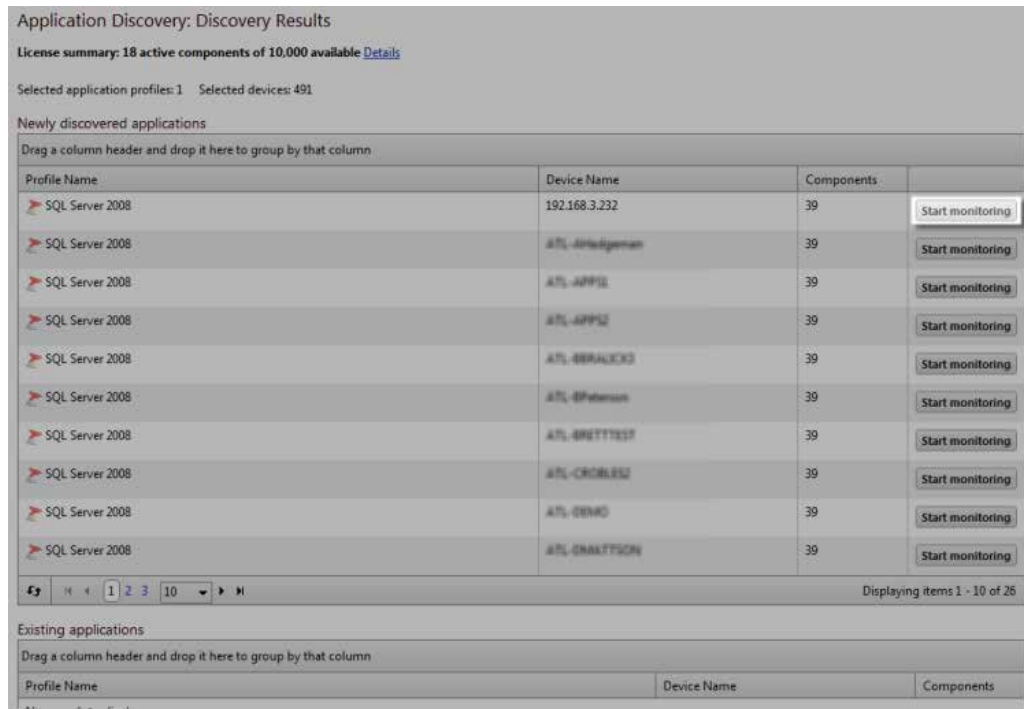 Application Discovery: Discovery Results
License summary: 18 active components of 10,000 available Details
Selected application profiles: 1 Selected devices: 491
Newly discovered applications
Drag a column header and drop it here to group by that column
Profile Name Device Name Components
SQL Server 2008 192.168.3.232 39 Start monitoring
SQL Server 2008 39 Start monitoring
SQL Server 2008 39 Start monitoring
SQL Server 2008 39 Start monitoring
SQL Server 2008 39 Start monitoring
SQL Server 2008 39 Start monitoring
SQL Server 2008 39 Start monitoring
SQL Server 2008 39 Start monitoring
SQL Server 2008 39 Start monitoring
SQL Server 2008 39 Start monitoring
1 2 3 10 Displaying items 1 - 10 of 26
Existing applications
Drag a column header and drop it here to group by that column
Profile Name Device Name Components